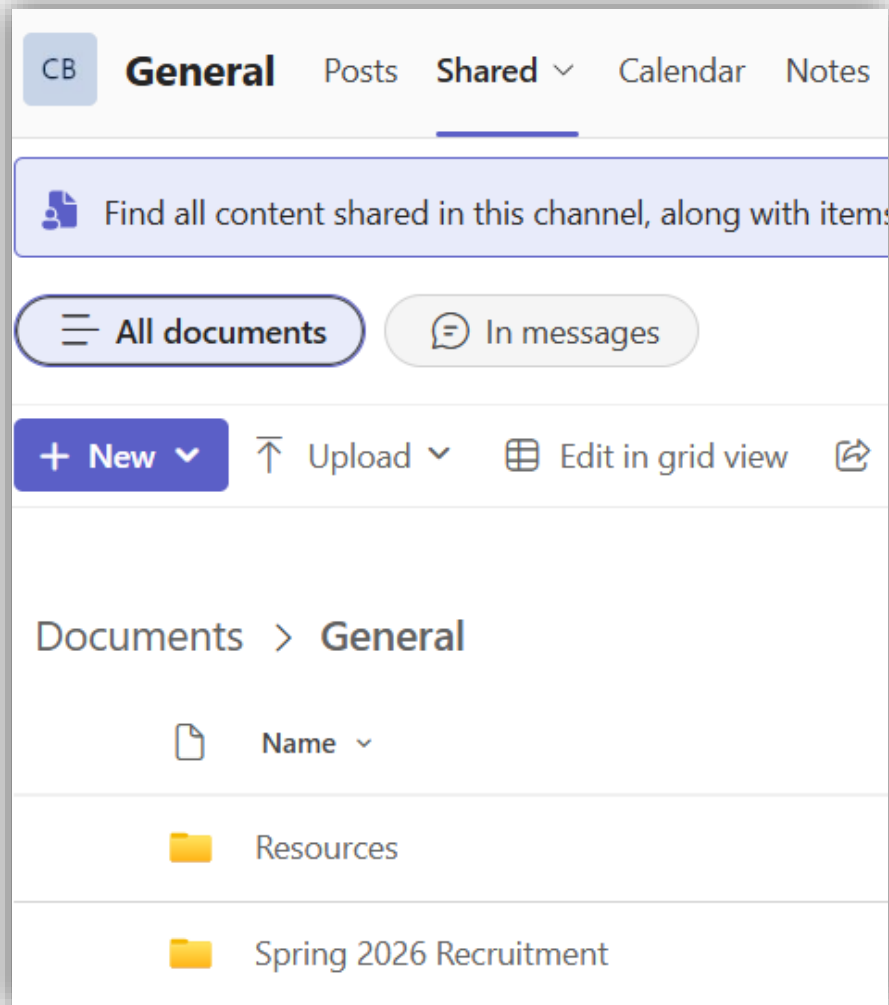 CB General Posts Shared Calendar Notes
Find all content shared in this channel, along with items
All documents In messages
+ New Upload Edit in grid view
Documents > General
Name
Resources
Spring 2026 Recruitment